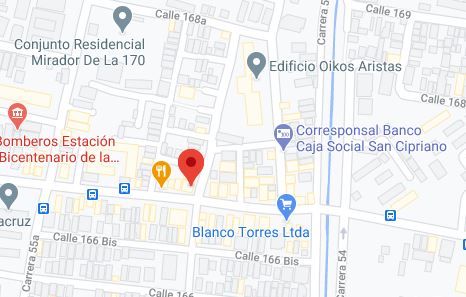 Calle 168a
Carrera 55
Calle 169
Conjunto Residencial
Mirador De La 170
Edificio Oikos Aristas
Calle 168
Bomberos Estación
Bicentenario de la...
Corresponsal Banco
Caja Social San Cipriano
acruz
Blanco Torres Ltda
Calle 166 Bis
Calle 166 Bis
Carrera 55a
Carrera 54